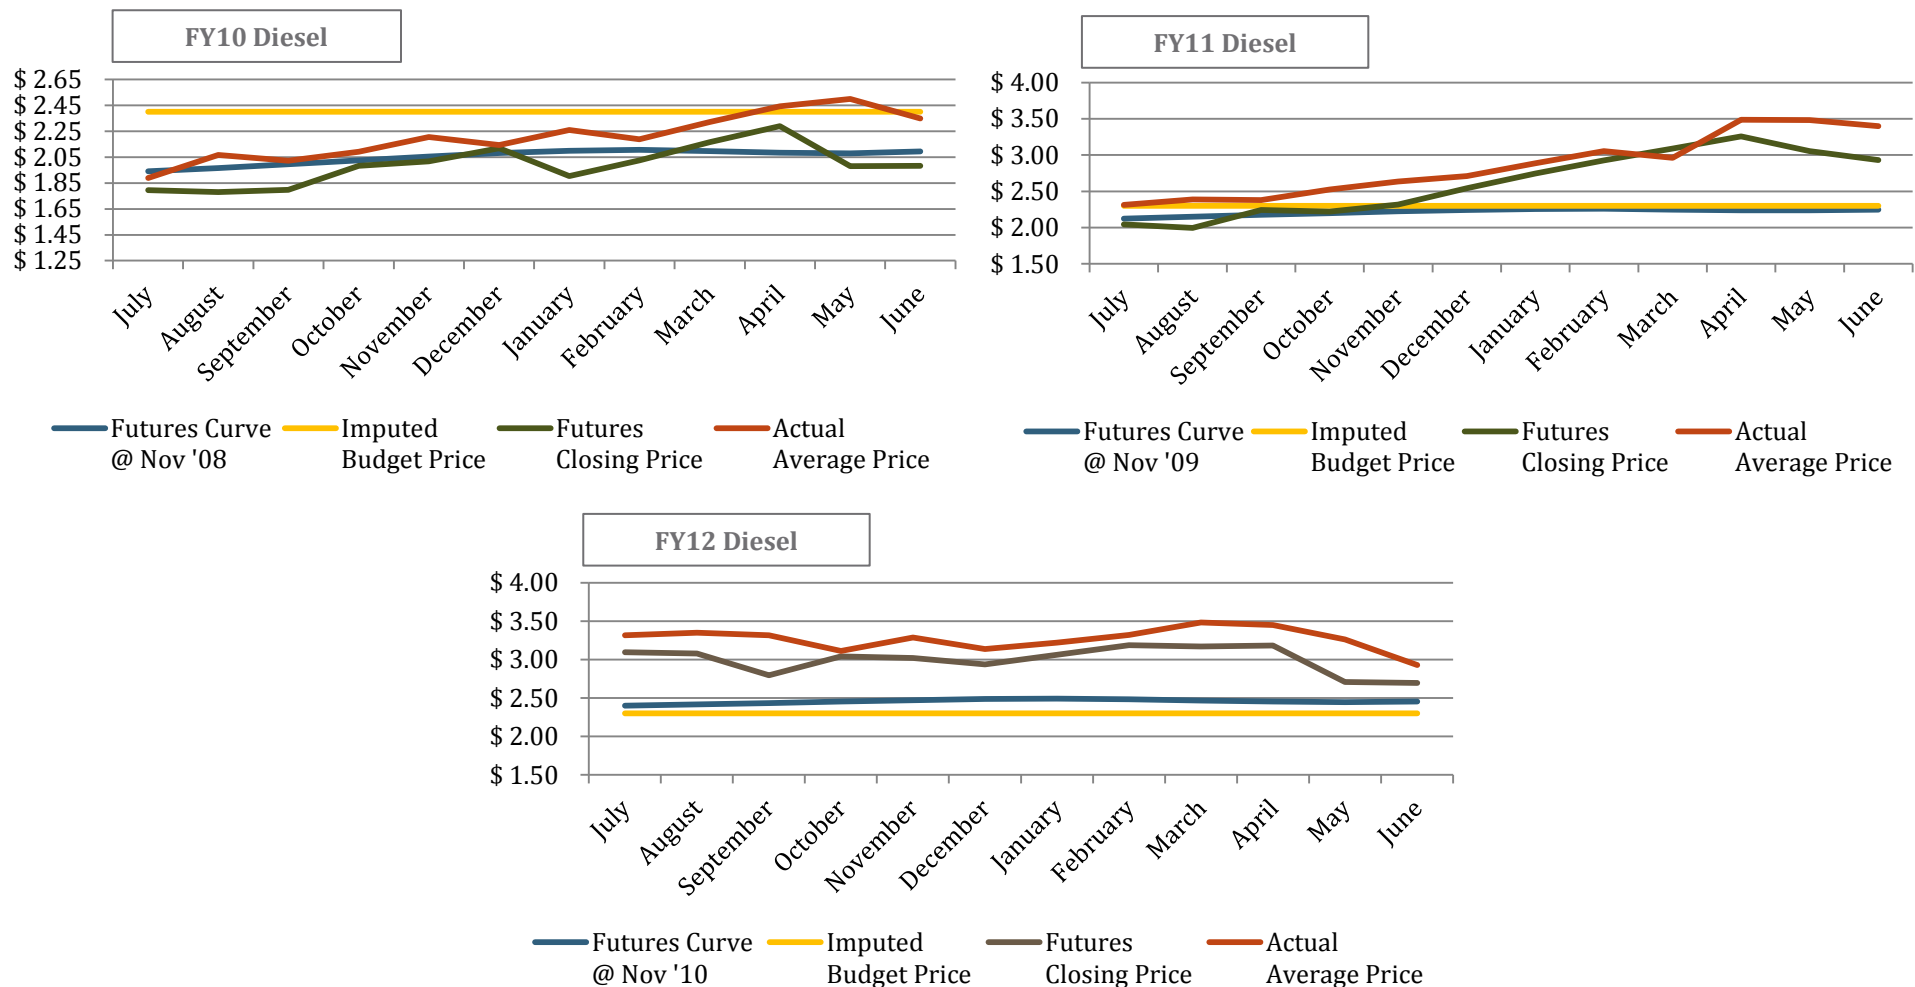 FY10 Diesel
$ 2.65
$ 2.45
$ 2.25
$ 2.05
$ 1.85
$ 1.65
$ 1.45
$ 1.25
July
August
September
October
November
December
January
February
March
April
May
June
Futures Curve
@ Nov '08
Imputed
Budget Price
Futures
Closing Price
Actual
Average Price
FY11 Diesel
$ 4.00
$ 3.50
$ 3.00
$ 2.50
$ 2.00
$ 1.50
July
August
September
October
November
December
January
February
March
April
May
June
Futures Curve
@ Nov '09
Imputed
Budget Price
Futures
Closing Price
Actual
Average Price
FY12 Diesel
$ 4.00
$ 3.50
$ 3.00
$ 2.50
$ 2.00
$ 1.50
July
August
September
October
November
December
January
February
March
April
May
June
Futures Curve
@ Nov '10
Imputed
Budget Price
Futures
Closing Price
Actual
Average Price